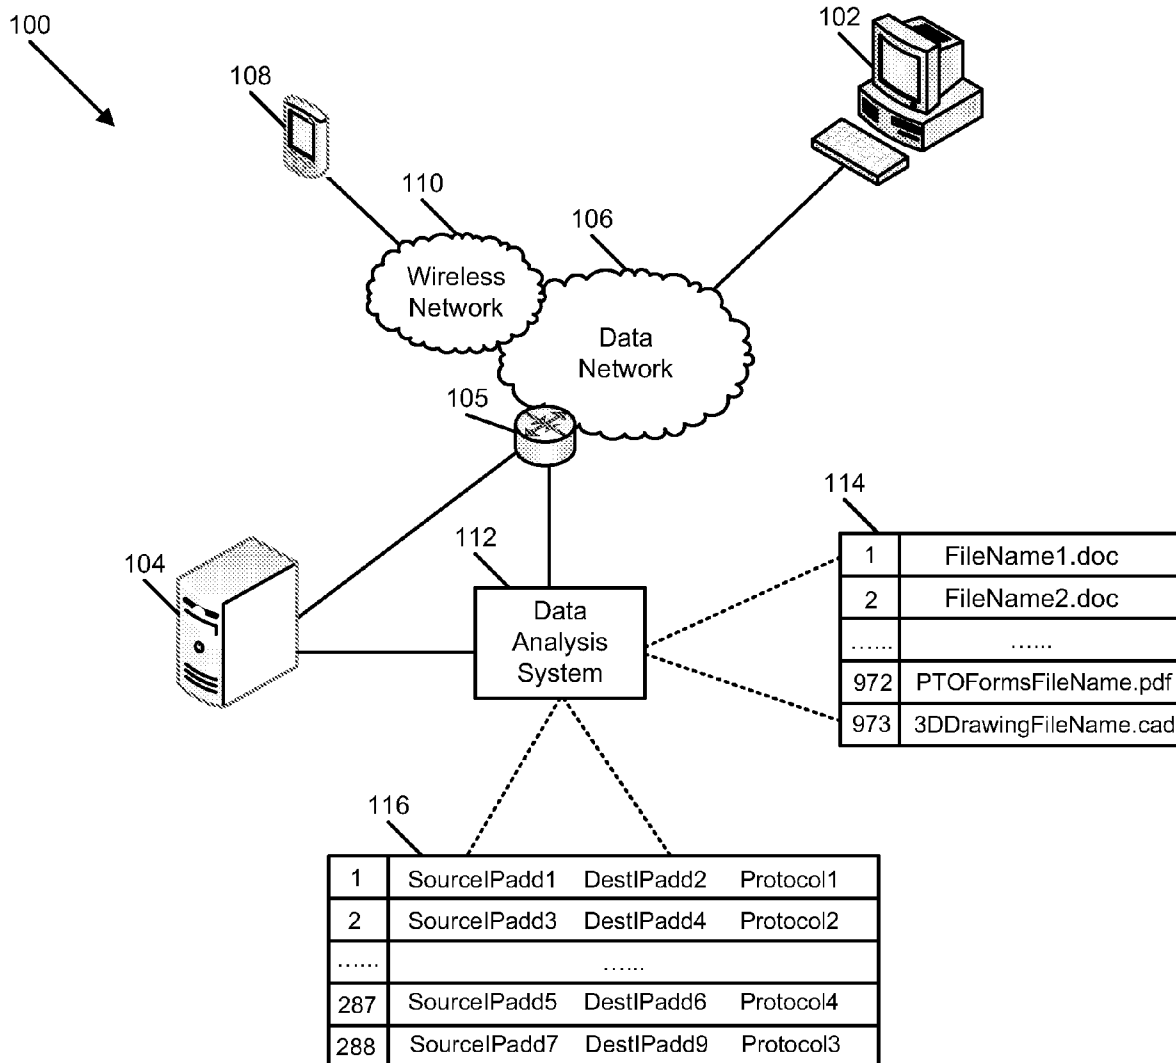 100
102
108
110
106
Wireless
Network
Data
Network
105
114
112
104
Data
Analysis
System
1 FileName1.doc
2 FileName2.doc
...... ......
972 PTOFormsFileName.pdf
973 3DDrawingFileName.cad
116
1 SourceIPadd1 DestIPadd2 Protocol1
2 SourceIPadd3 DestIPadd4 Protocol2
...... ......
287 SourceIPadd5 DestIPadd6 Protocol4
288 SourceIPadd7 DestIPadd9 Protocol3